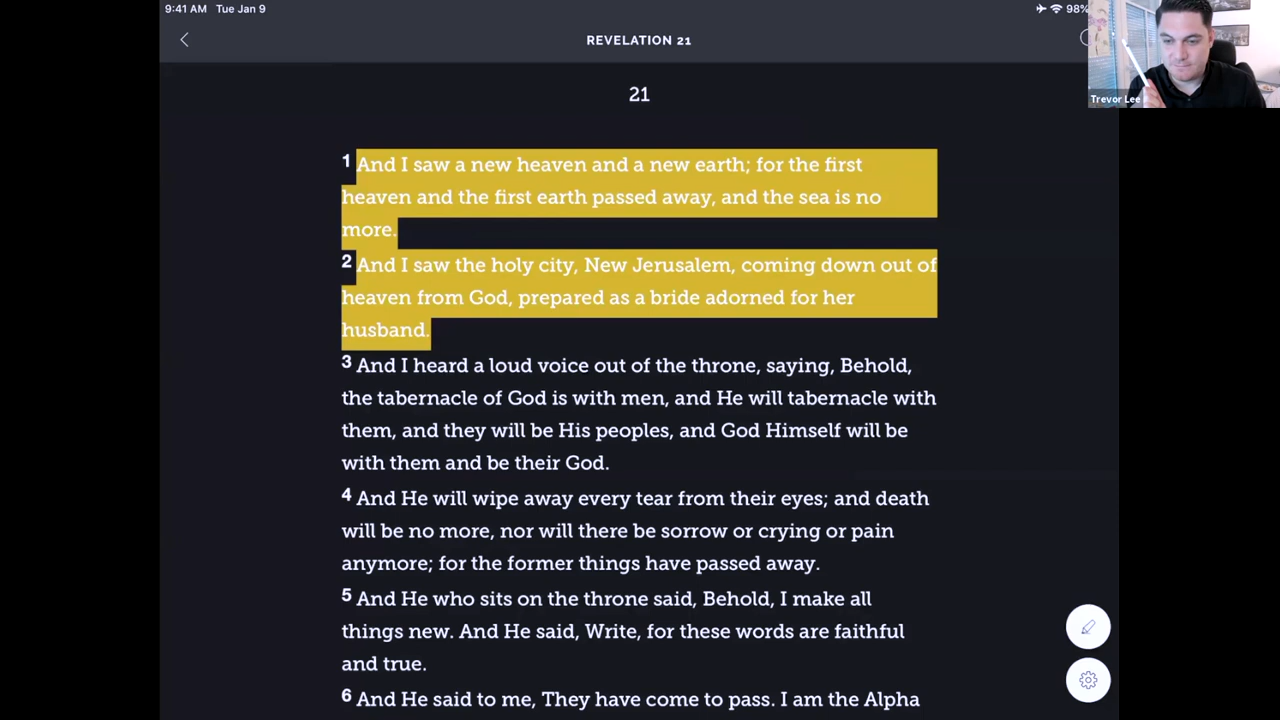 9:41 AM Tue Jan 9
98%
REVELATION 21
Trevor Lee
21
1 And I saw a new heaven and a new earth; for the first
heaven and the first earth passed away, and the sea is no
more.
2 And I saw the holy city, New Jerusalem, coming down out of
heaven from God, prepared as a bride adorned for her
husband.
3 And I heard a loud voice out of the throne, saying, Behold,
the tabernacle of God is with men, and He will tabernacle with
them, and they will be His peoples, and God Himself will be
with them and be their God.
4 And He will wipe away every tear from their eyes; and death
will be no more, nor will there be sorrow or crying or pain
anymore; for the former things have passed away.
5 And He who sits on the throne said, Behold, I make all
things new. And He said, Write, for these words are faithful
and true.
6 And He said to me, They have come to pass. I am the Alpha